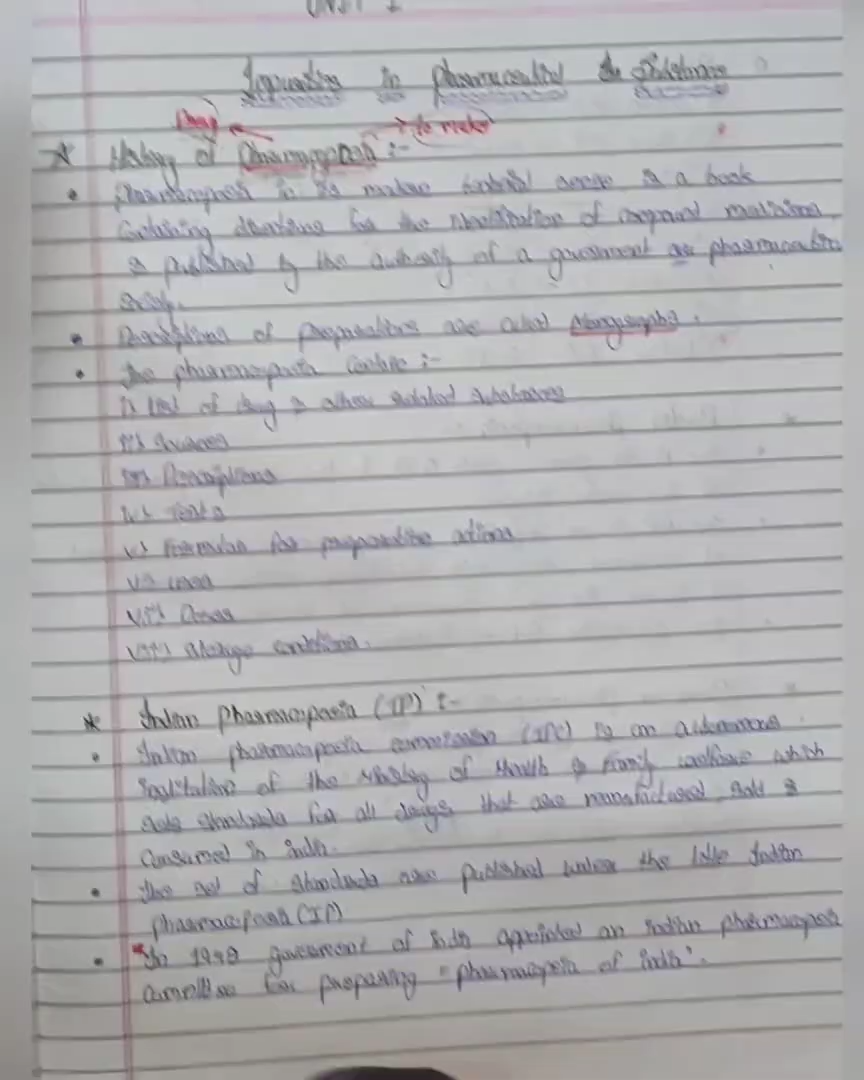 UNIT 1
in pharmaceutical
Drug to make
* History of Pharmacopoeia :-
• Pharmacopoeia in its modern technical sense is a book
Containing directions for the identification of compound medicines
& published by the authority of a government or pharmaceutical
Society.
• Descriptions of preparations are called Monographs.
• The pharmacopoeia contain :-
i) List of drug & other related substances
ii) Sources
iii) Descriptions
iv) Tests
v) Formulas for preparation
vi) uses
vii) Doses
viii) Storage conditions.
* Indian Pharmacopoeia (IP) :-
• Indian pharmacopoeia commission (IPC) is an autonomous
institution of the Ministry of Health & Family welfare which
sets standards for all drugs that are manufactured, sold &
Consumed in india.
• The set of standards are published under the title Indian
pharmacopoeia (IP)
• *In government of india appointed an indian pharmacopoeia
committee for preparing "pharmacopoeia of india".